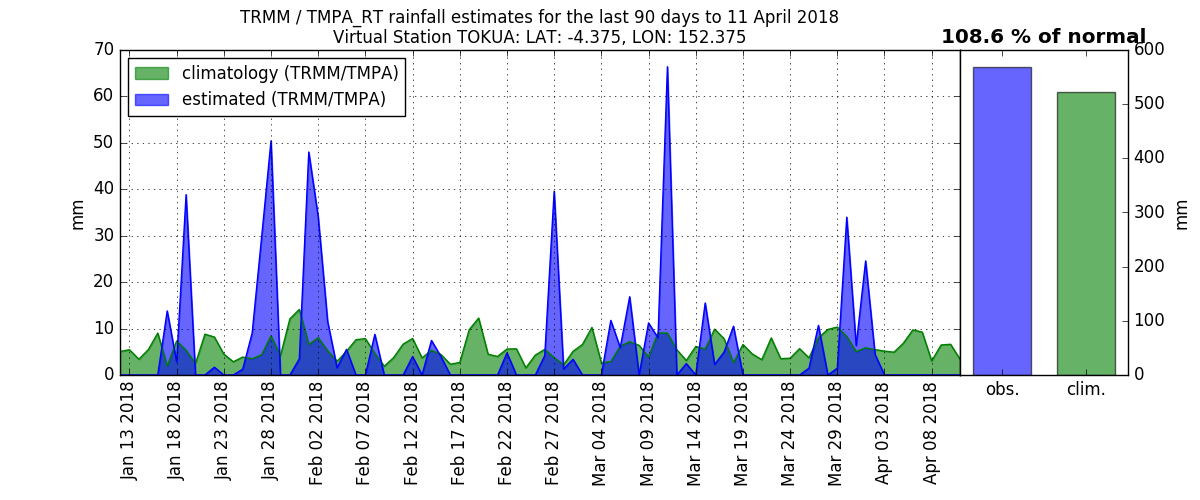 TRMM / TMPA_RT rainfall estimates for the last 90 days to 11 April 2018
Virtual Station TOKUA: LAT: -4.375, LON: 152.375
108.6 % of normal
climatology (TRMM/TMPA)
estimated (TRMM/TMPA)
70
60
50
40
30
20
10
0
mm
Jan 13 2018
Jan 18 2018
Jan 23 2018
Jan 28 2018
Feb 02 2018
Feb 07 2018
Feb 12 2018
Feb 17 2018
Feb 22 2018
Feb 27 2018
Mar 04 2018
Mar 09 2018
Mar 14 2018
Mar 19 2018
Mar 24 2018
Mar 29 2018
Apr 03 2018
Apr 08 2018
obs.
clim.
600
500
400
300
200
100
0
mm